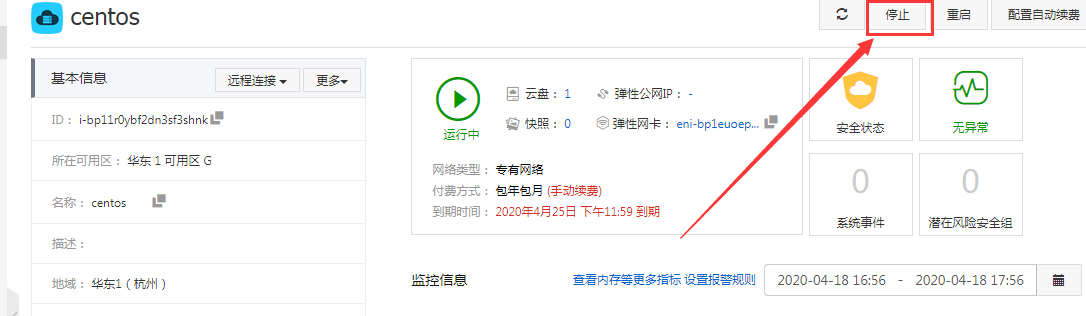 centos
停止 重启 配置自动续费
基本信息 远程连接 更多
ID： i-bp11r0ybf2dn3sf3shnk
所在可用区： 华东 1 可用区 G
名称： centos
描述：
地域： 华东1（杭州）
运行中
云盘： 1 弹性公网IP： -
快照： 0 弹性网卡： eni-bp1euoep...
网络类型： 专有网络
付费方式： 包年包月 (手动续费)
到期时间： 2020年4月25日 下午11:59 到期
安全状态 无异常
0 0
系统事件 潜在风险安全组
监控信息 查看内存等更多指标 设置报警规则 2020-04-18 16:56 - 2020-04-18 17:56